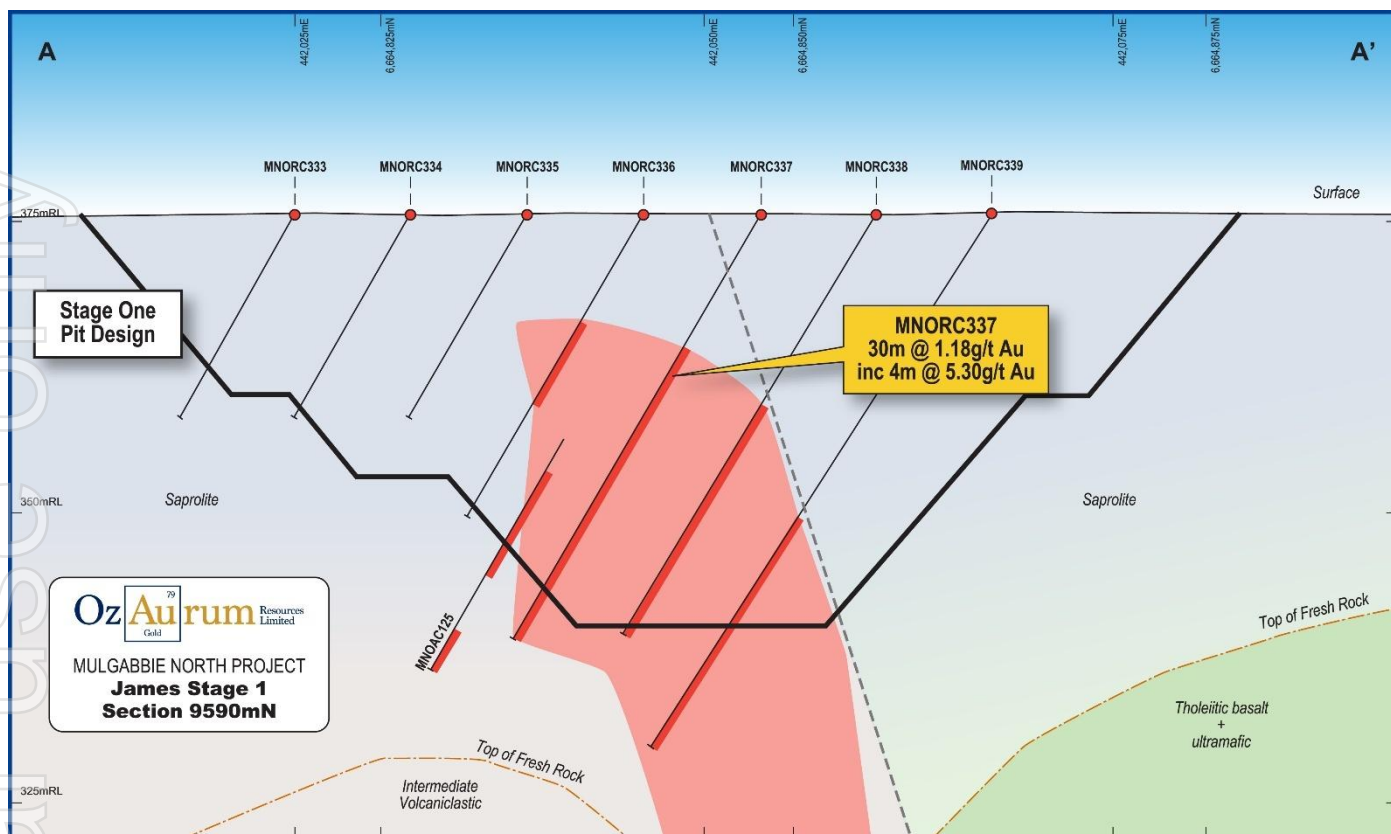 A
442,025mE
6,664,825mN
442,050mE
6,664,850mN
442,075mE
6,664,875mN
A'
MNORC333
MNORC334
MNORC335
MNORC336
MNORC337
MNORC338
MNORC339
Surface
375mRL
Stage One
Pit Design
MNORC337
30m @ 1.18g/t Au
inc 4m @ 5.30g/t Au
Saprolite
350mRL
Saprolite
MNOAC125
79
Oz Aurum Resources
Limited
Gold
MULGABBIE NORTH PROJECT
James Stage 1
Section 9590mN
Top of Fresh Rock
Tholeiitic basalt
+
ultramafic
Top of Fresh Rock
Intermediate
Volcaniclastic
325mRL